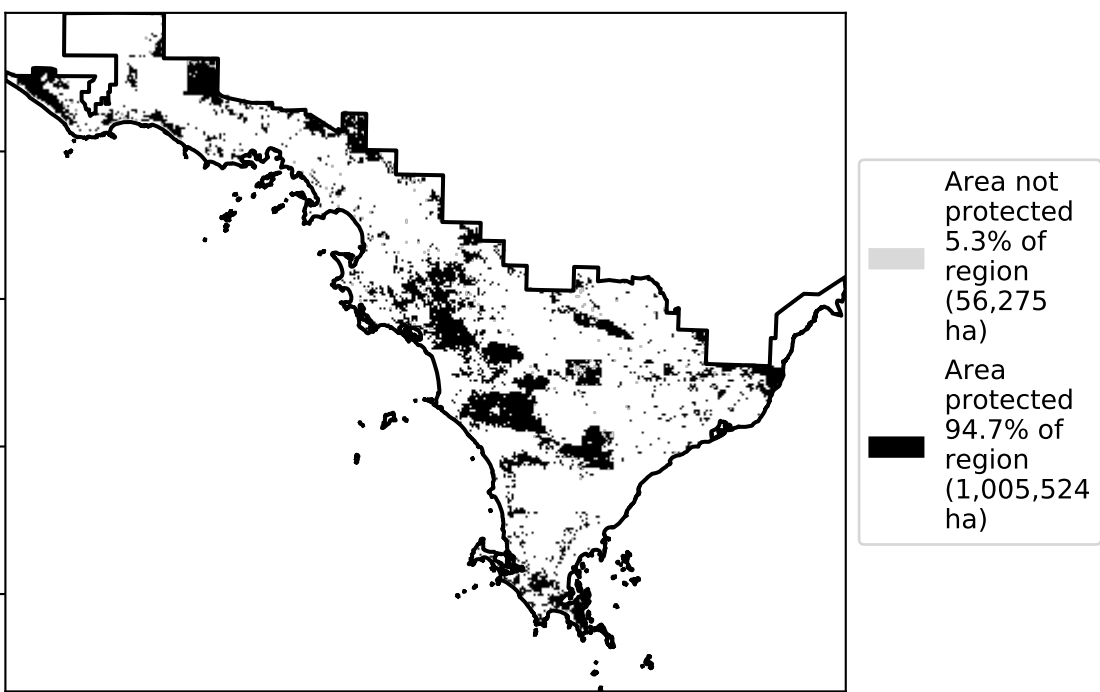 Area not
protected
5.3% of
region
(56,275
ha)
Area
protected
94.7% of
region
(1,005,524
ha)